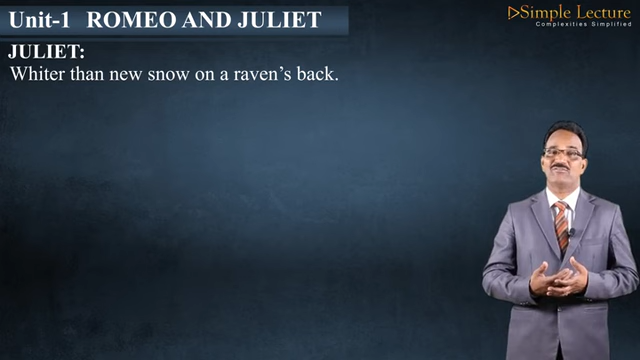 Unit-1 ROMEO AND JULIET
Simple Lecture
Complexities Simplified
JULIET:
Whiter than new snow on a raven’s back.